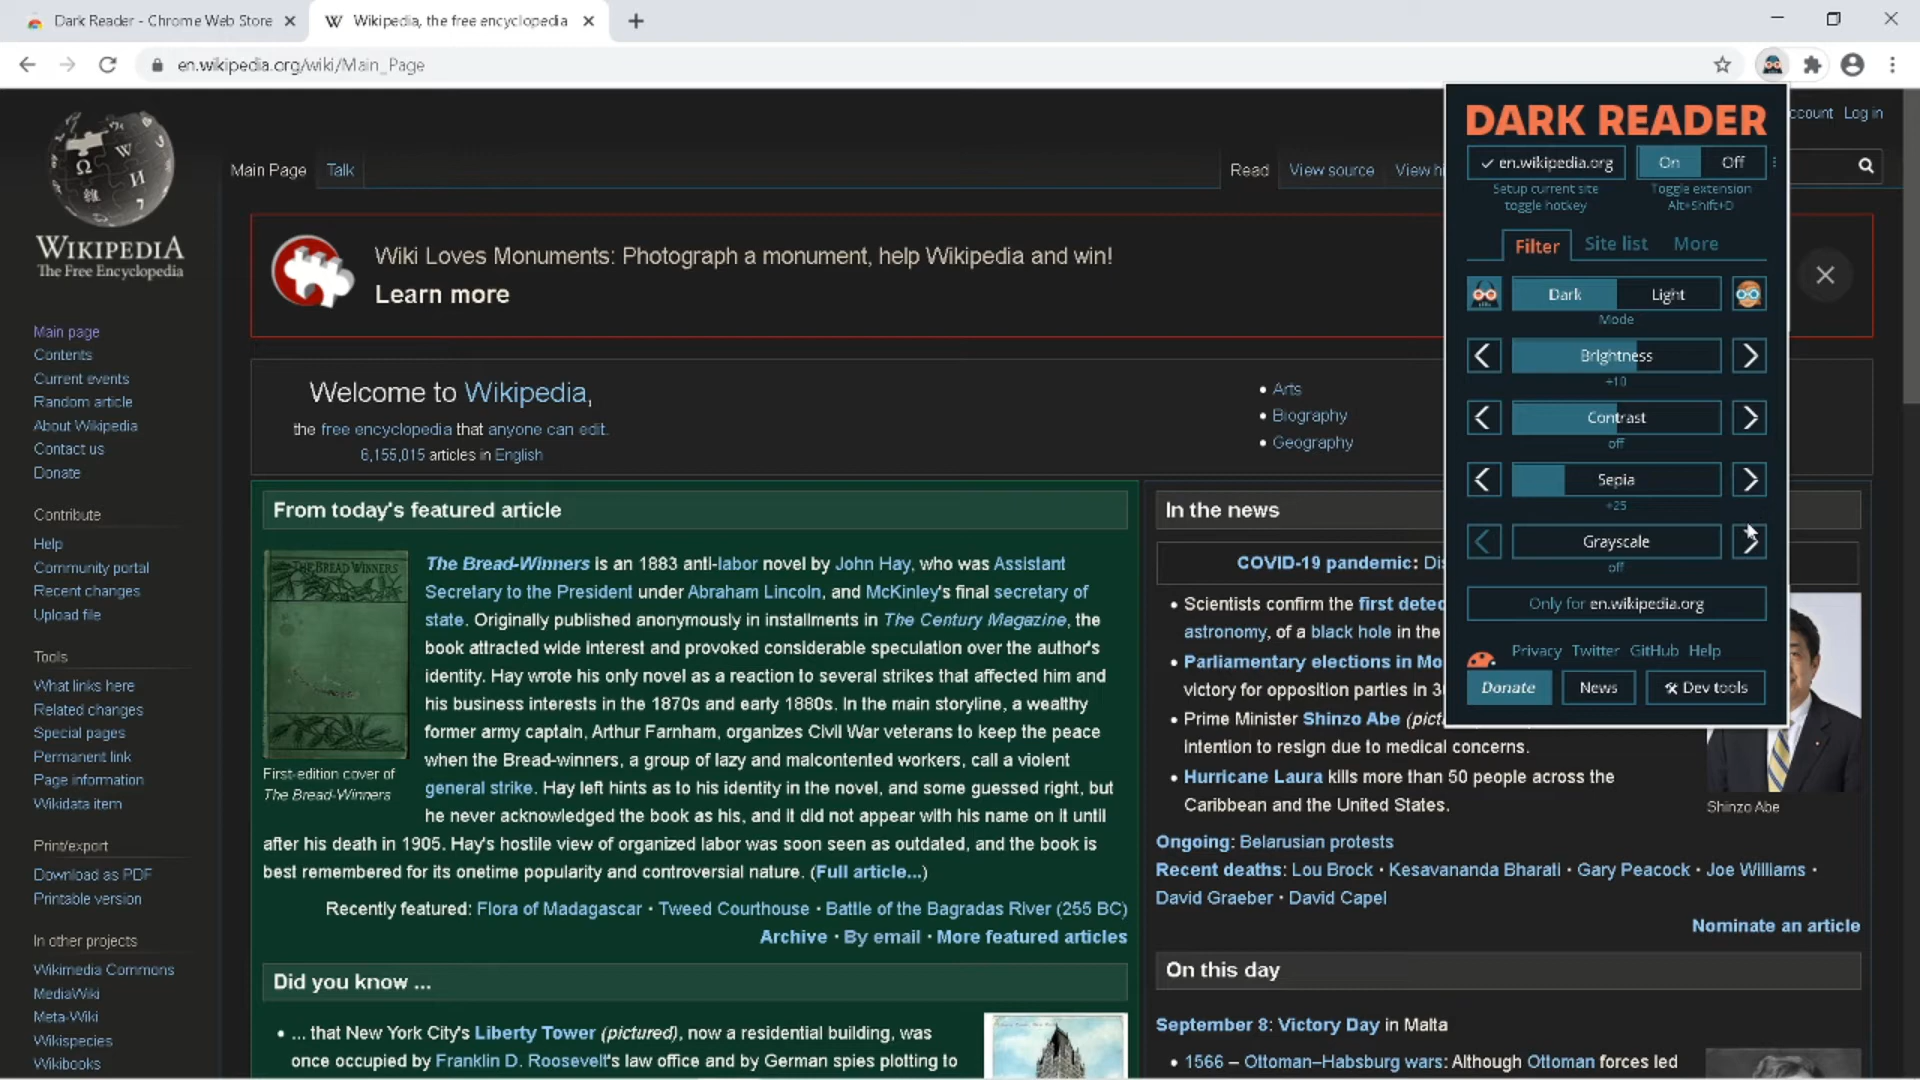 Dark Reader - Chrome Web Store
Wikipedia, the free encyclopedia
en.wikipedia.org/wiki/Main_Page
WIKIPEDIA
The Free Encyclopedia
Main page
Contents
Current events
Random article
About Wikipedia
Contact us
Donate
Contribute
Help
Community portal
Recent changes
Upload file
Tools
What links here
Related changes
Special pages
Permanent link
Page information
Wikidata item
Print/export
Download as PDF
Printable version
In other projects
Wikimedia Commons
MediaWiki
Meta-Wiki
Wikispecies
Wikibooks
Main Page Talk
Read View source View hi
ccount Log in
Wiki Loves Monuments: Photograph a monument, help Wikipedia and win!
Learn more
Welcome to Wikipedia,
the free encyclopedia that anyone can edit.
6,155,015 articles in English
• Arts
• Biography
• Geography
From today's featured article
THE BREAD-WINNERS
The Bread-Winners is an 1883 anti-labor novel by John Hay, who was Assistant
Secretary to the President under Abraham Lincoln, and McKinley's final secretary of
state. Originally published anonymously in installments in The Century Magazine, the
book attracted wide interest and provoked considerable speculation over the author's
identity. Hay wrote his only novel as a reaction to several strikes that affected him and
his business interests in the 1870s and early 1880s. In the main storyline, a wealthy
former army captain, Arthur Farnham, organizes Civil War veterans to keep the peace
when the Bread-winners, a group of lazy and malcontented workers, call a violent
general strike. Hay left hints as to his identity in the novel, and some guessed right, but
he never acknowledged the book as his, and it did not appear with his name on it until
after his death in 1905. Hay's hostile view of organized labor was soon seen as outdated, and the book is
best remembered for its onetime popularity and controversial nature. (Full article...)
First-edition cover of
The Bread-Winners
Recently featured: Flora of Madagascar • Tweed Courthouse • Battle of the Bagradas River (255 BC)
Archive • By email • More featured articles
Did you know ...
• ... that New York City's Liberty Tower (pictured), now a residential building, was
once occupied by Franklin D. Roosevelt's law office and by German spies plotting to
In the news
COVID-19 pandemic: Dis
• Scientists confirm the first detec
astronomy, of a black hole in the
• Parliamentary elections in Mo
victory for opposition parties in 3
• Prime Minister Shinzo Abe (pict
intention to resign due to medical concerns.
• Hurricane Laura kills more than 50 people across the
Caribbean and the United States.
Shinzo Abe
Ongoing: Belarusian protests
Recent deaths: Lou Brock • Kesavananda Bharati • Gary Peacock • Joe Williams •
David Graeber • David Capel
Nominate an article
On this day
September 8: Victory Day in Malta
• 1566 – Ottoman–Habsburg wars: Although Ottoman forces led
DARK READER
en.wikipedia.org On Off
Setup current site
toggle hotkey
Toggle extension
Alt+Shift+D
Filter Site list More
Dark Light
Mode
Brightness
+10
Contrast
off
Sepia
+25
Grayscale
off
Only for en.wikipedia.org
Privacy Twitter GitHub Help
Donate News Dev tools